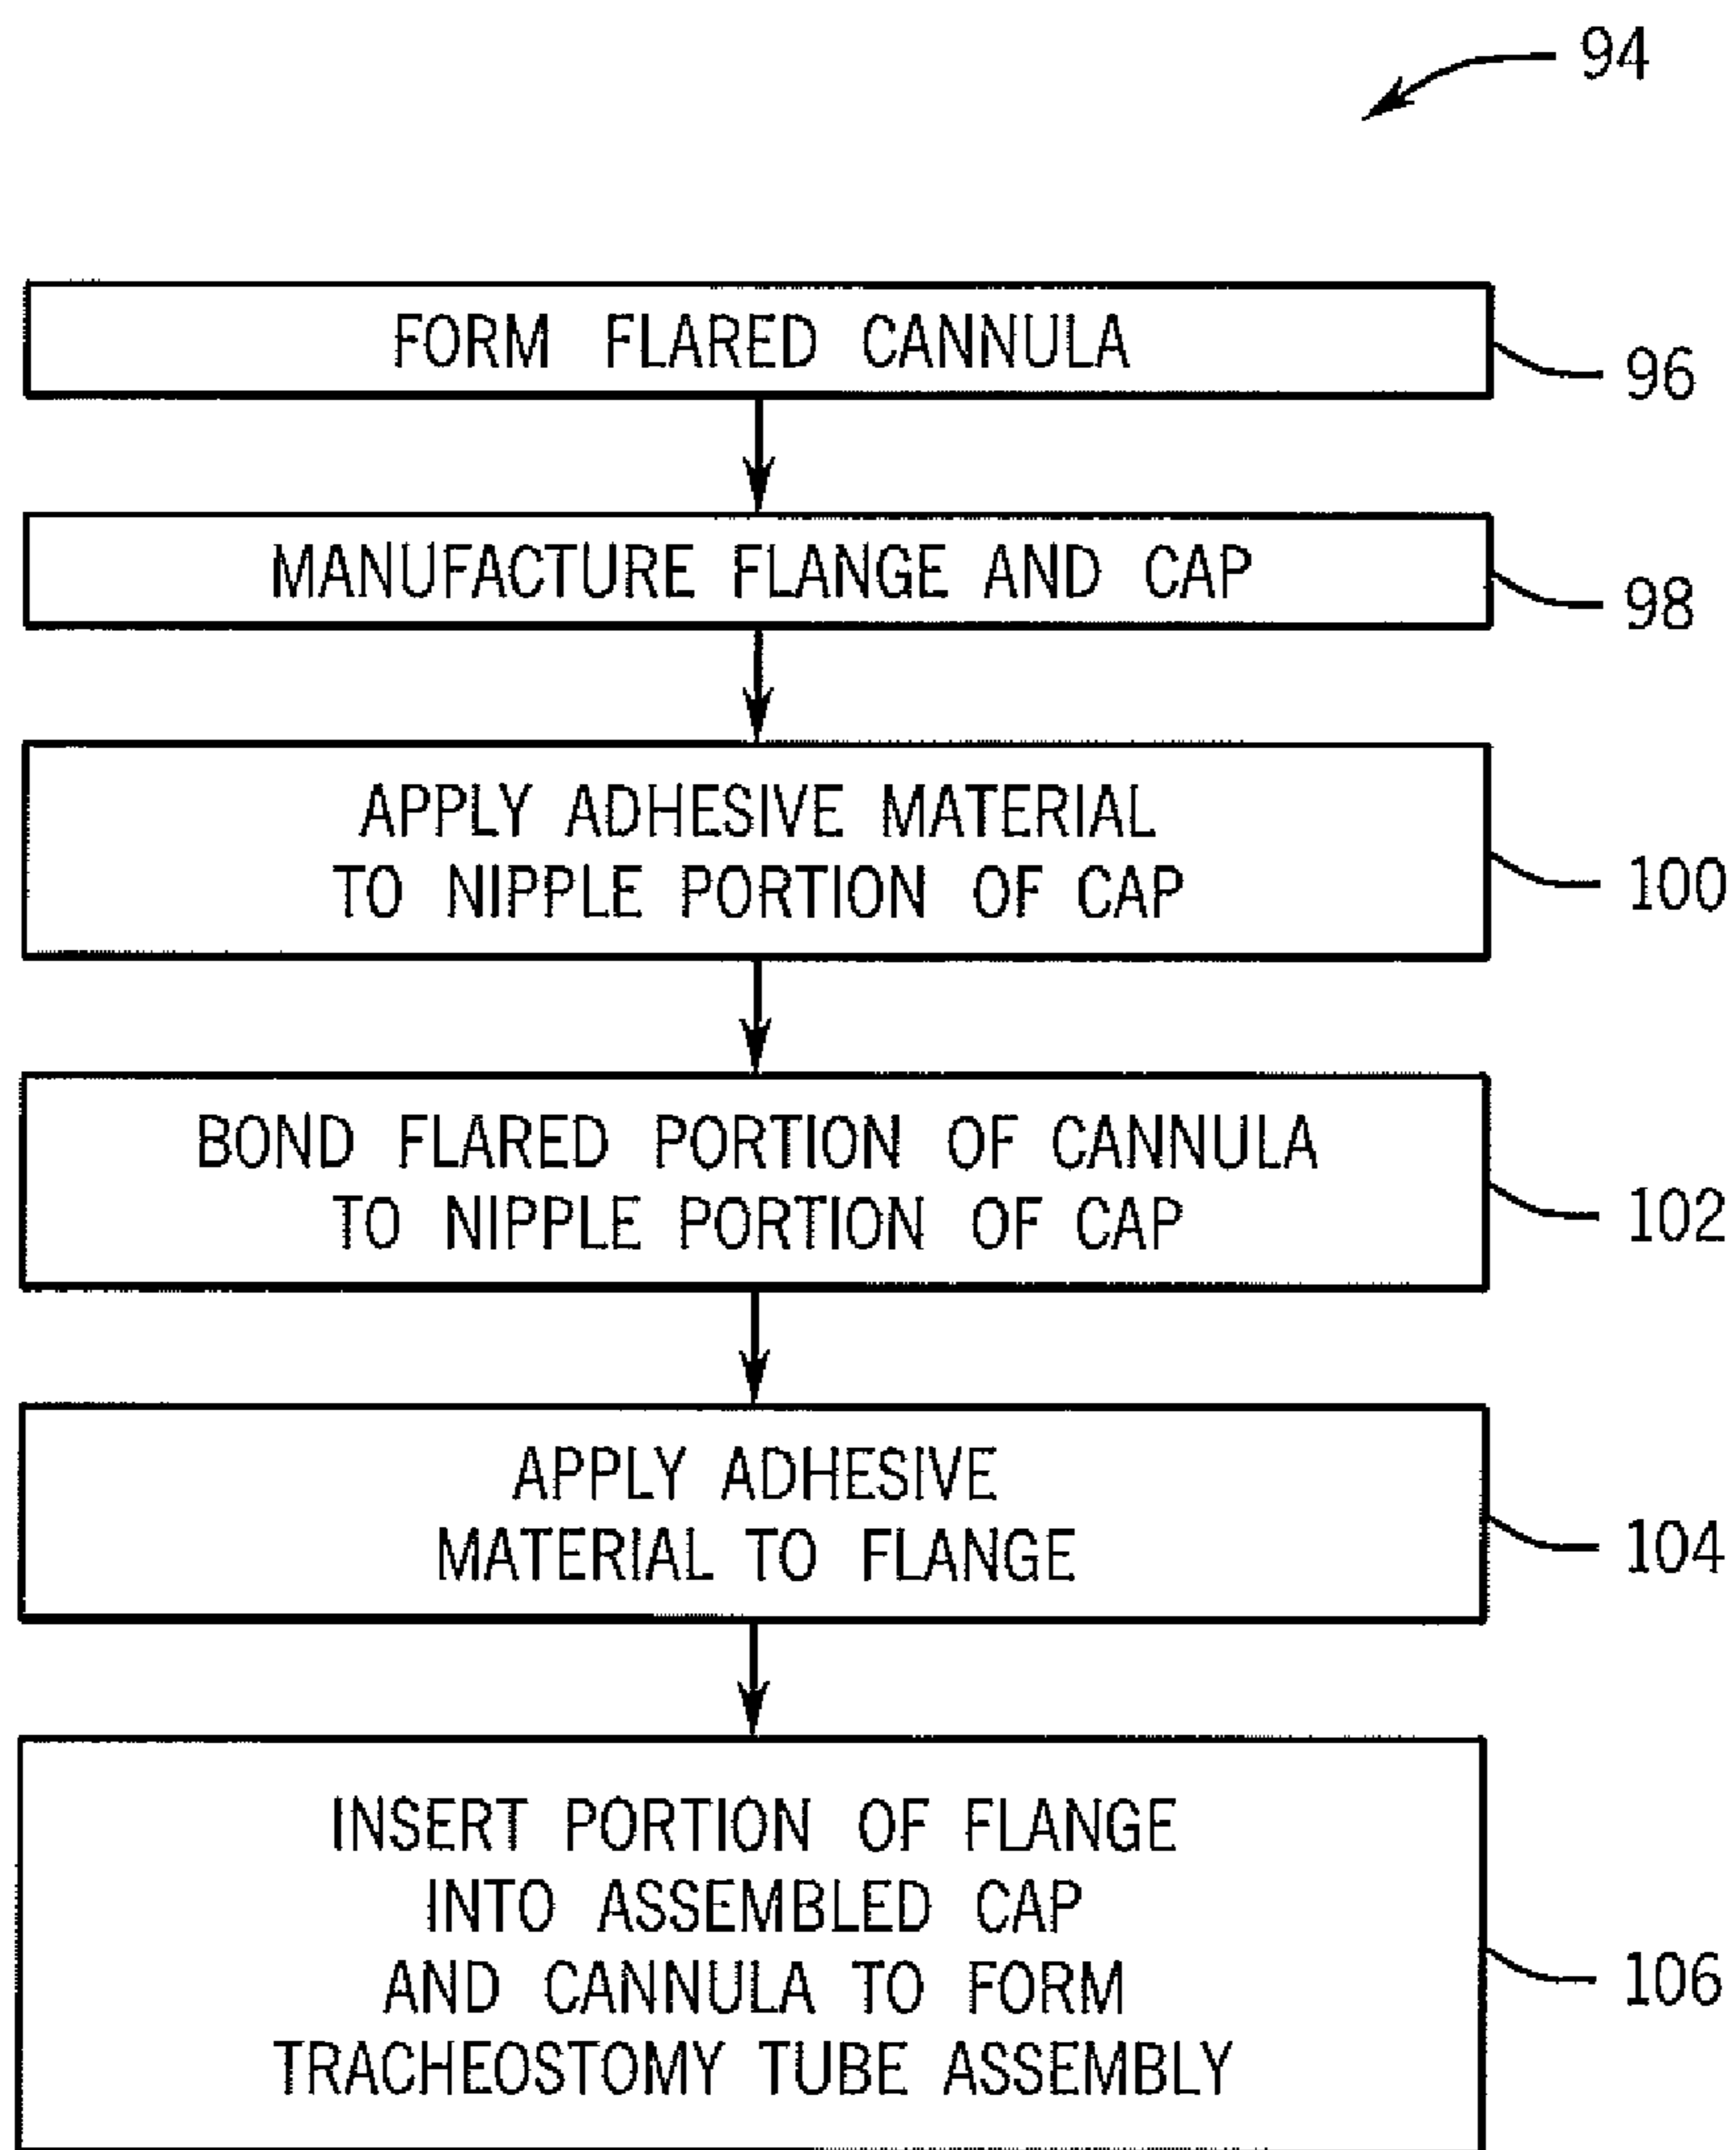 94
FORM FLARED CANNULA
96
MANUFACTURE FLANGE AND CAP
98
APPLY ADHESIVE MATERIAL
TO NIPPLE PORTION OF CAP
100
BOND FLARED PORTION OF CANNULA
TO NIPPLE PORTION OF CAP
102
APPLY ADHESIVE
MATERIAL TO FLANGE
104
INSERT PORTION OF FLANGE
INTO ASSEMBLED CAP
AND CANNULA TO FORM
TRACHEOSTOMY TUBE ASSEMBLY
106